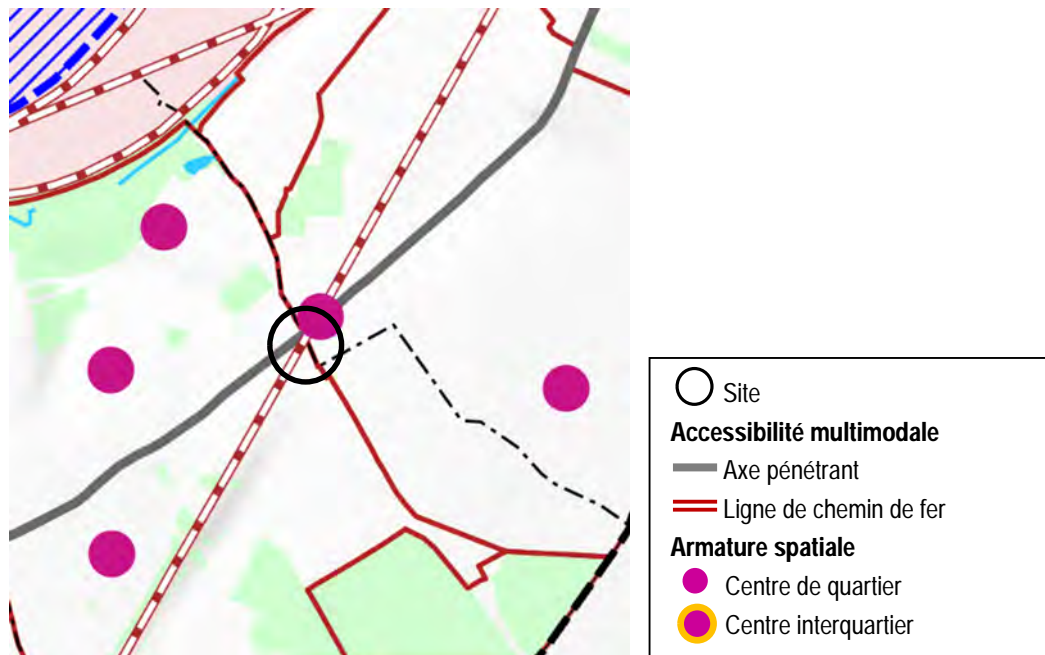 Site
Accessibilité multimodale
Axe pénétrant
Ligne de chemin de fer
Armature spatiale
Centre de quartier
Centre interquartier